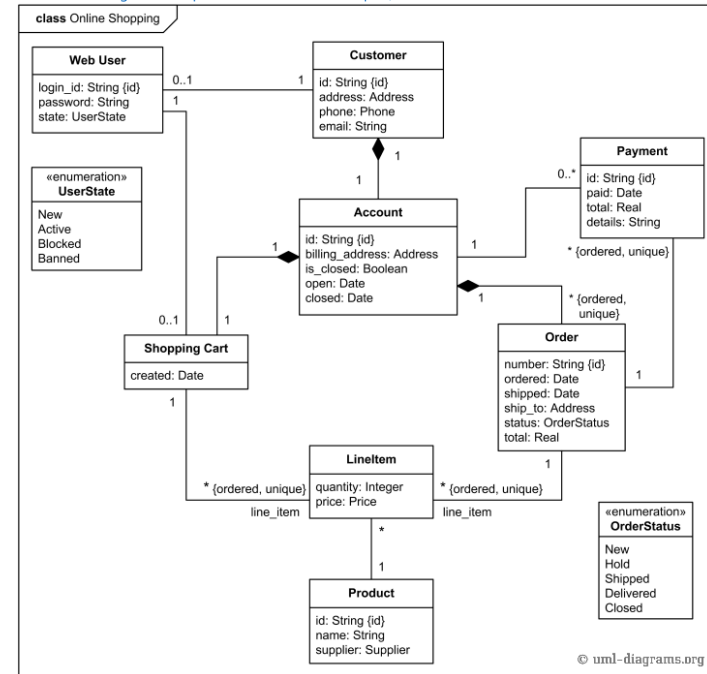 class Online Shopping
Web User
login_id: String {id}
password: String
state: UserState
Customer
id: String {id}
address: Address
phone: Phone
email: String
0..1
1
1
1
1
«enumeration»
UserState
New
Active
Blocked
Banned
Payment
id: String {id}
paid: Date
total: Real
details: String
0..*
1
* {ordered, unique}
Account
id: String {id}
billing_address: Address
is_closed: Boolean
open: Date
closed: Date
1
1
* {ordered,
unique}
0..1
1
Shopping Cart
created: Date
1
Order
number: String {id}
ordered: Date
shipped: Date
ship_to: Address
status: OrderStatus
total: Real
1
1
LineItem
quantity: Integer
price: Price
* {ordered, unique}
line_item
* {ordered, unique}
line_item
*
1
«enumeration»
OrderStatus
New
Hold
Shipped
Delivered
Closed
Product
id: String {id}
name: String
supplier: Supplier
© uml-diagrams.org